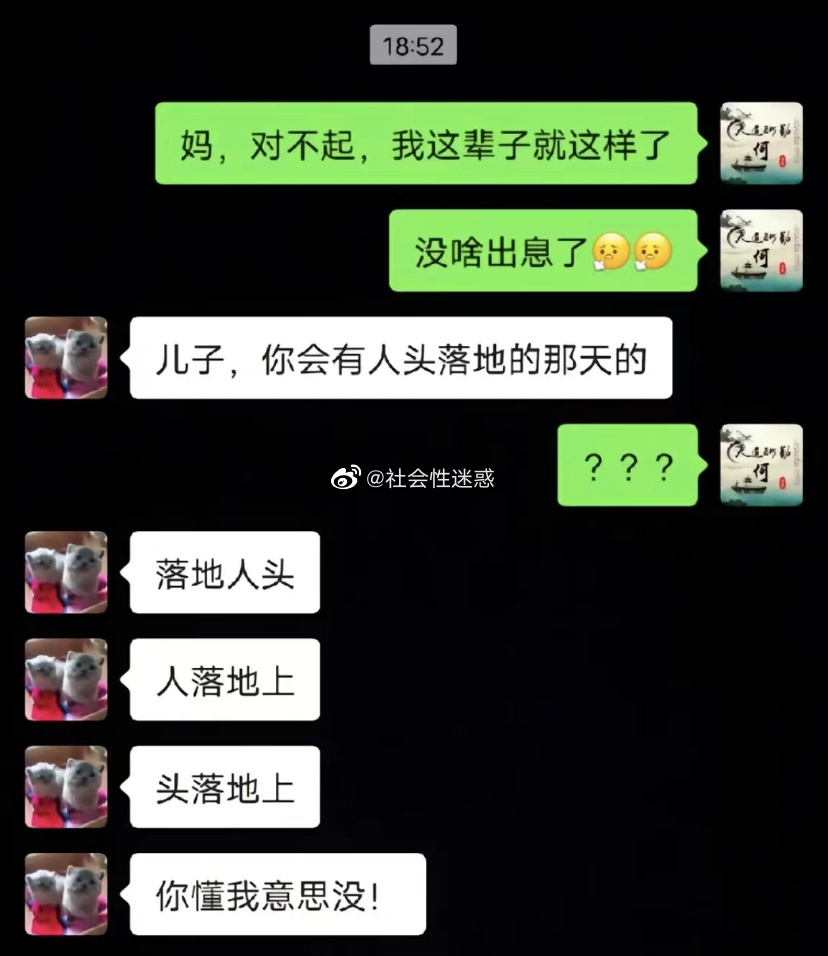 18:52
妈，对不起，我这辈子就这样了
没啥出息了😮‍💨😮‍💨
儿子，你会有人头落地的那天的
？？？
@社会性迷惑
落地人头
人落地上
头落地上
你懂我意思没！